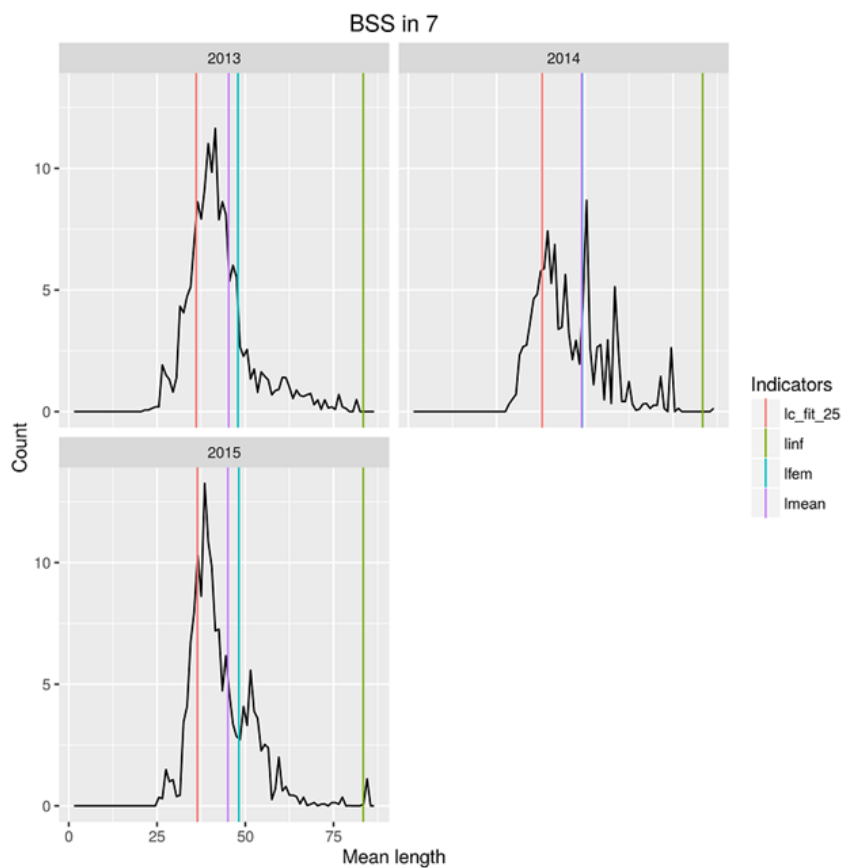 BSS in 7
2013
2014
10
5
0
Count
2015
10
5
0
0 25 50 75
Mean length
Indicators
lc_fit_25
linf
lfem
lmean